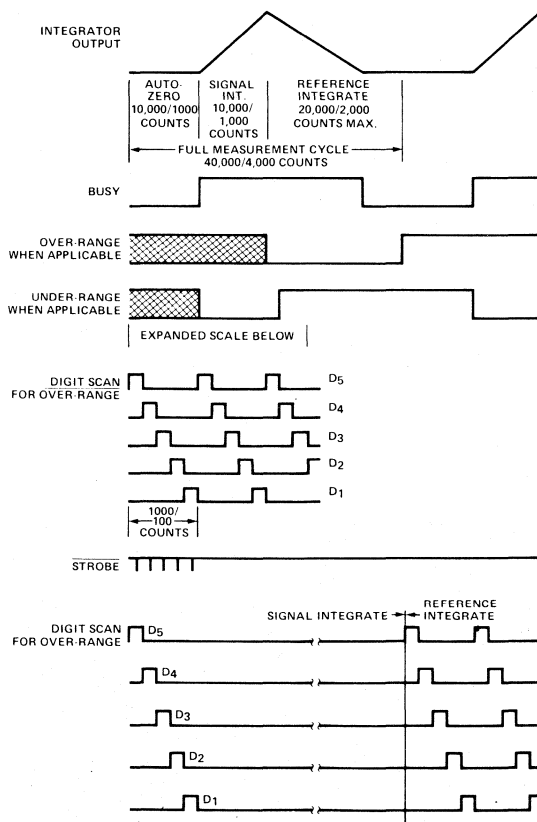 INTEGRATOR
OUTPUT
AUTO-
ZERO
10,000/1000
COUNTS
SIGNAL
INT.
10,000/
1,000
COUNTS
REFERENCE
INTEGRATE
20,000/2,000
COUNTS MAX.
FULL MEASUREMENT CYCLE
40,000/4,000 COUNTS
BUSY
OVER-RANGE
WHEN APPLICABLE
UNDER-RANGE
WHEN APPLICABLE
EXPANDED SCALE BELOW
DIGIT SCAN
FOR OVER-RANGE
D5
D4
D3
D2
D1
1000/
100
COUNTS
STROBE
SIGNAL INTEGRATE
REFERENCE
INTEGRATE
DIGIT SCAN
FOR OVER-RANGE
D5
D4
D3
D2
D1